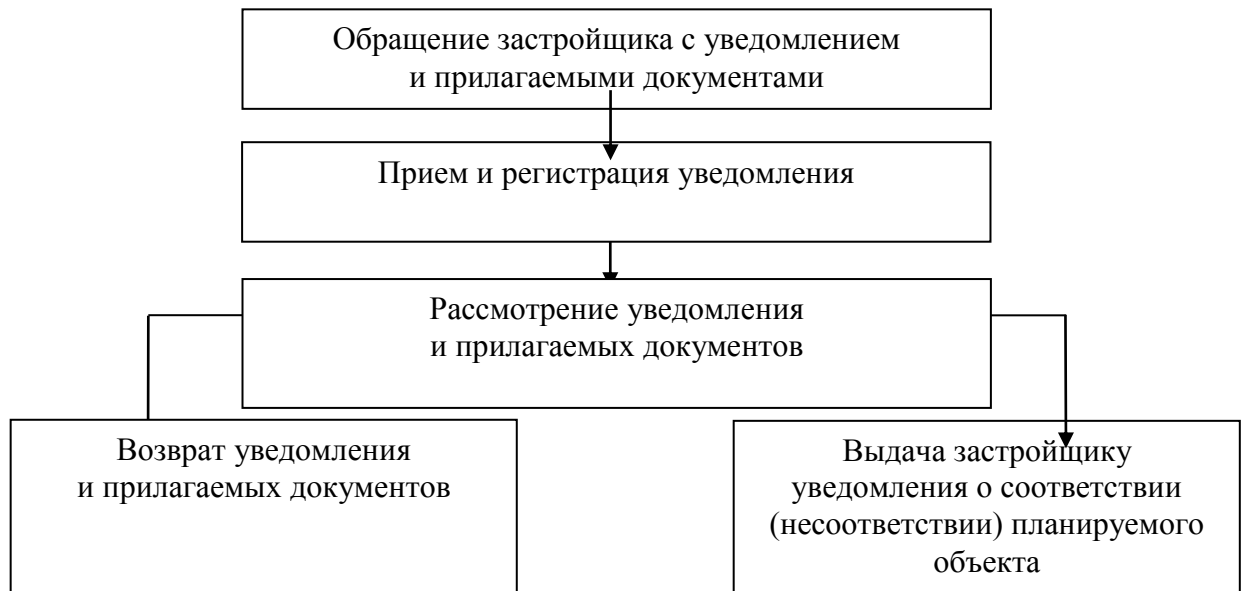 Обращение застройщика с уведомлением
и прилагаемыми документами
Прием и регистрация уведомления
Рассмотрение уведомления
и прилагаемых документов
Возврат уведомления
и прилагаемых документов
Выдача застройщику
уведомления о соответствии
(несоответствии) планируемого
объекта